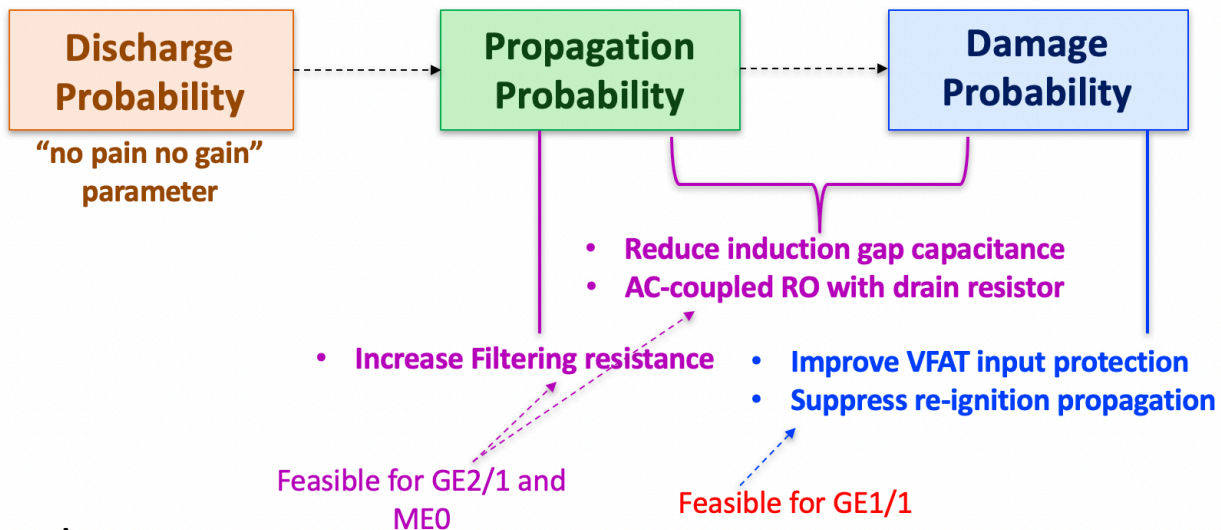 Discharge
Probability
Propagation
Probability
Damage
Probability
“no pain no gain”
parameter
• Reduce induction gap capacitance
• AC-coupled RO with drain resistor
• Increase Filtering resistance
• Improve VFAT input protection
• Suppress re-ignition propagation
Feasible for GE2/1 and
ME0
Feasible for GE1/1